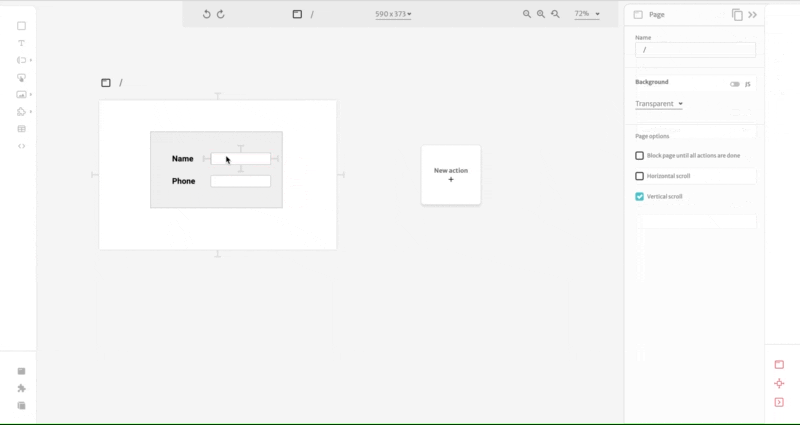 /
590 x 373
72%
Page
Name
/
/
Background
Transparent
Name
Page options
Phone
Block page until all actions are done
New action
+
Horizontal scroll
Vertical scroll